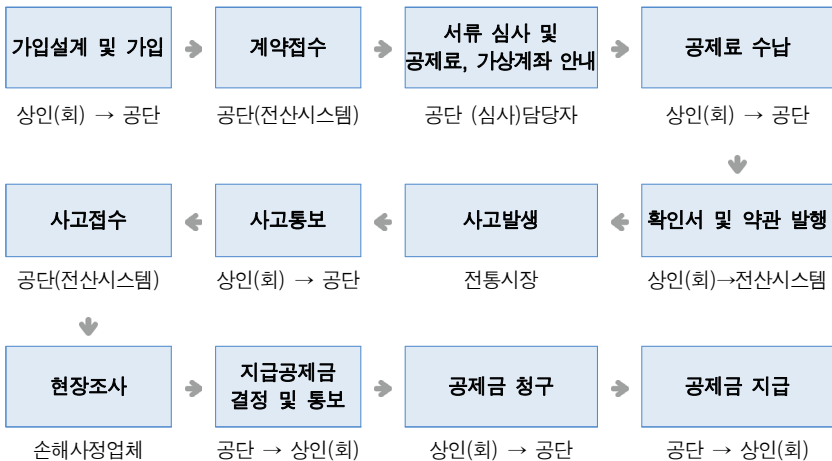 가입설계 및 가입
계약접수
서류 심사 및
공제료, 가상계좌 안내
공제료 수납
상인(회) → 공단
공단(전산시스템)
공단 (심사)담당자
상인(회) → 공단
사고접수
사고통보
사고발생
확인서 및 약관 발행
공단(전산시스템)
상인(회) → 공단
전통시장
상인(회)→전산시스템
현장조사
지급공제금
결정 및 통보
공제금 청구
공제금 지급
손해사정업체
공단 → 상인(회)
상인(회) → 공단
공단 → 상인(회)